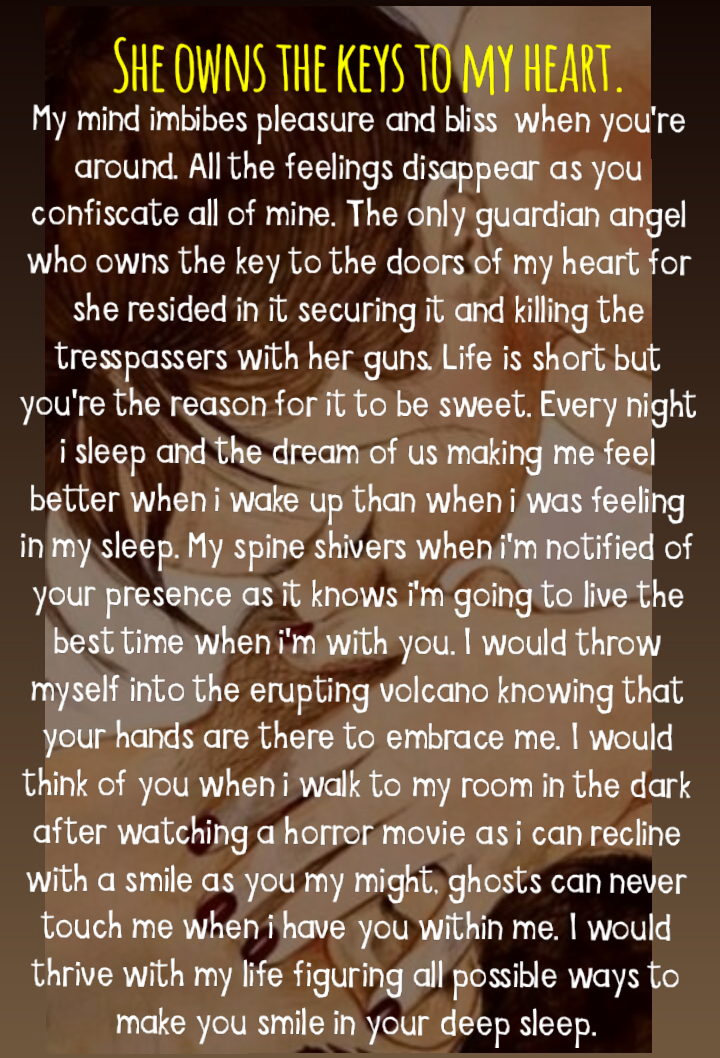 She owns the keys to my heart.
My mind imbibes pleasure and bliss when you're
around. All the feelings disappear as you
confiscate all of mine. The only guardian angel
who owns the key to the doors of my heart for
she resided in it securing it and killing the
tresspassers with her guns. Life is short but
you're the reason for it to be sweet. Every night
i sleep and the dream of us making me feel
better when i wake up than when i was feeling
in my sleep. My spine shivers when i'm notified of
your presence as it knows i'm going to live the
best time when i'm with you. I would throw
myself into the erupting volcano knowing that
your hands are there to embrace me. I would
think of you when i walk to my room in the dark
after watching a horror movie as i can recline
with a smile as you my might, ghosts can never
touch me when i have you within me. I would
thrive with my life figuring all possible ways to
make you smile in your deep sleep.